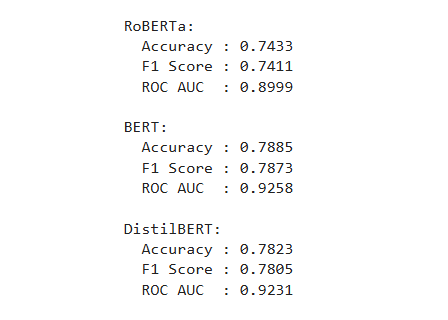 RoBERTa:
Accuracy : 0.7433
F1 Score : 0.7411
ROC AUC  : 0.8999
BERT:
Accuracy : 0.7885
F1 Score : 0.7873
ROC AUC  : 0.9258
DistilBERT:
Accuracy : 0.7823
F1 Score : 0.7805
ROC AUC  : 0.9231